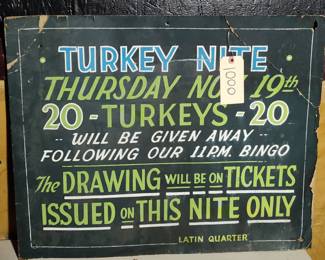 TURKEY NITE
THURSDAY NOV 19th
20 - TURKEYS - 20
-- WILL BE GIVEN AWAY --
FOLLOWING OUR 11 P.M. BINGO
The DRAWING WILL BE ON TICKETS
ISSUED ON THIS NITE ONLY
LATIN QUARTER